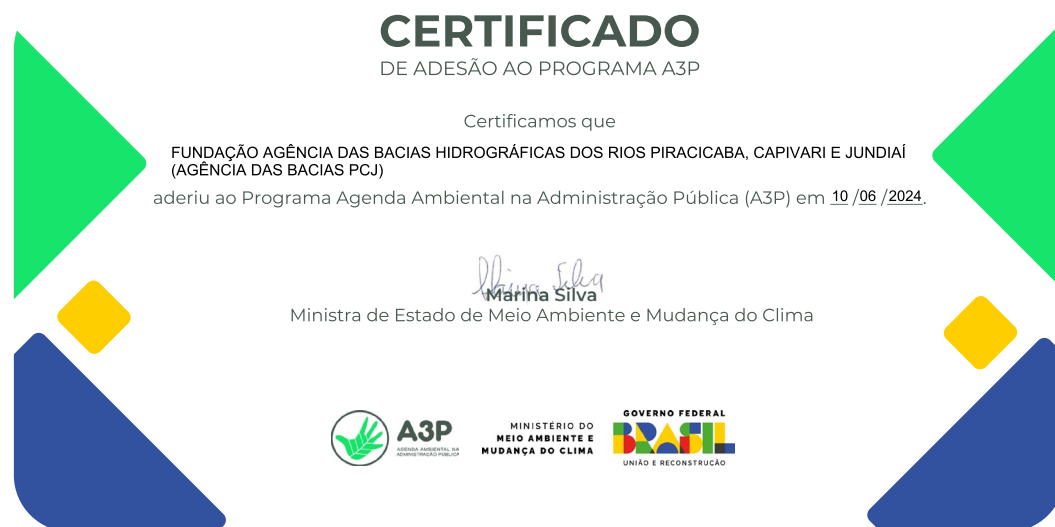 CERTIFICADO
DE ADESÃO AO PROGRAMA A3P
Certificamos que
FUNDAÇÃO AGÊNCIA DAS BACIAS HIDROGRÁFICAS DOS RIOS PIRACICABA, CAPIVARI E JUNDIAÍ
(AGÊNCIA DAS BACIAS PCJ)
aderiu ao Programa Agenda Ambiental na Administração Pública (A3P) em 10 /06 /2024.
Marina Silva
Marina Silva
Ministra de Estado de Meio Ambiente e Mudança do Clima
A3P
AGENDA AMBIENTAL NA
ADMINISTRAÇÃO PÚBLICA
MINISTÉRIO DO
MEIO AMBIENTE E
MUDANÇA DO CLIMA
GOVERNO FEDERAL
BRASIL
UNIÃO E RECONSTRUÇÃO